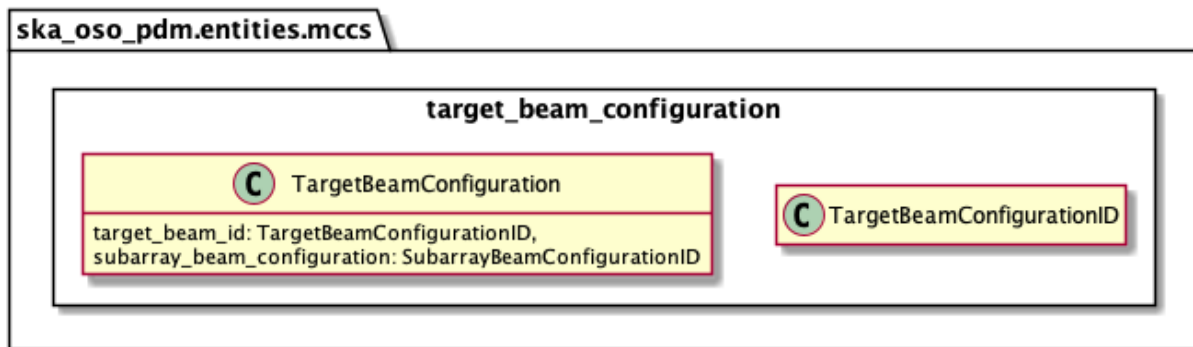 ska_oso_pdm.entities.mccs
target_beam_configuration
C TargetBeamConfiguration
target_beam_id: TargetBeamConfigurationID,
subarray_beam_configuration: SubarrayBeamConfigurationID
C TargetBeamConfigurationID